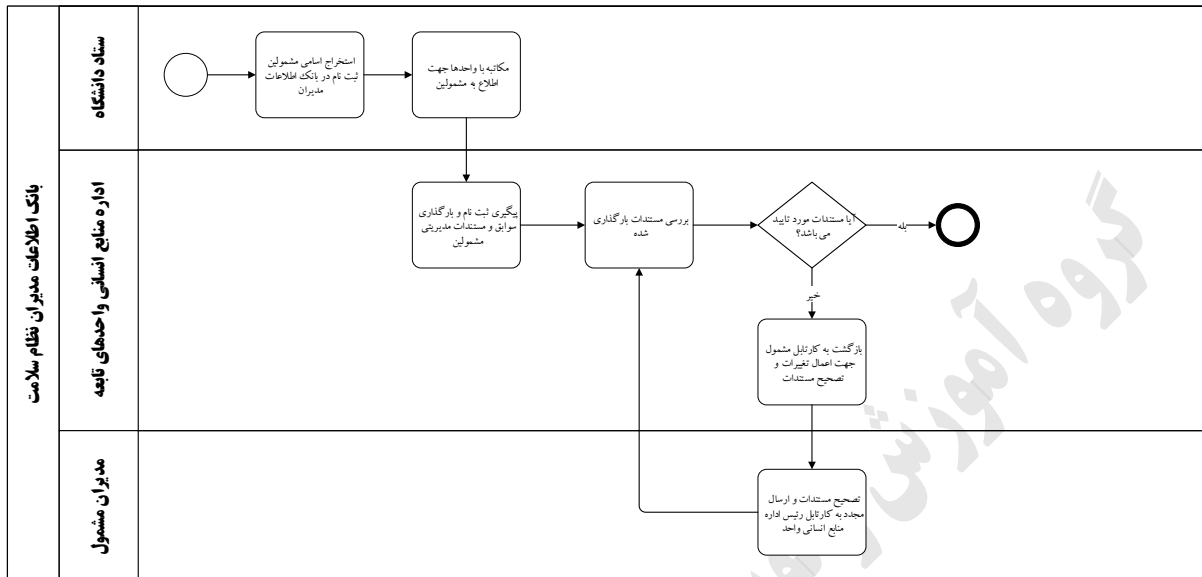 بانک اطلاعات مدیران نظام سلامت
ستاد دانشگاه
استخراج اسامی مشمولین
ثبت نام در بانک اطلاعات
مدیران
مکاتبه با واحدها جهت
اطلاع به مشمولین
اداره منابع انسانی واحدهای تابعه
پیگیری ثبت نام و بارگذاری
سوابق و مستندات مدیریتی
مشمولین
بررسی مستندات بارگذاری
شده
آیا مستندات مورد تایید
می باشد؟
بله
خیر
بازگشت به کارتابل مشمول
جهت اعمال تغییرات و
تصحیح مستندات
مدیران مشمول
تصحیح مستندات و ارسال
مجدد به کارتابل رئیس اداره
منابع انسانی واحد
گروه آموزش